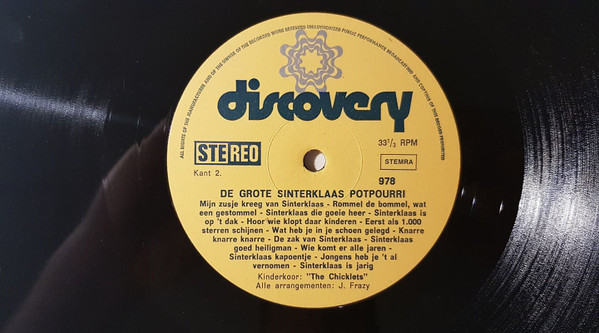 ALL RIGHTS OF THE MANUFACTURER AND OF THE OWNER OF THE RECORDED WORK RESERVED UNAUTHORIZED PUBLIC PERFORMANCE BROADCASTING AND COPYING OF THIS RECORD PROHIBITED
discovery
STEREO
33⅓ RPM
STEMRA
Kant 2.
978
DE GROTE SINTERKLAAS POTPOURRI
Mijn zusje kreeg van Sinterklaas - Rommel de bommel, wat
een gestommel - Sinterklaas die goeie heer - Sinterklaas is
op 't dak - Hoor wie klopt daar kinderen - Eerst als 1.000
sterren schijnen - Wat heb je in je schoen gelegd - Knarre
knarre knarre - De zak van Sinterklaas - Sinterklaas
goed heiligman - Wie komt er alle jaren -
Sinterklaas kapoentje - Jongens heb je 't al
vernomen - Sinterklaas is jarig
Kinderkoor: "The Chicklets"
Alle arrangementen: J. Frazy